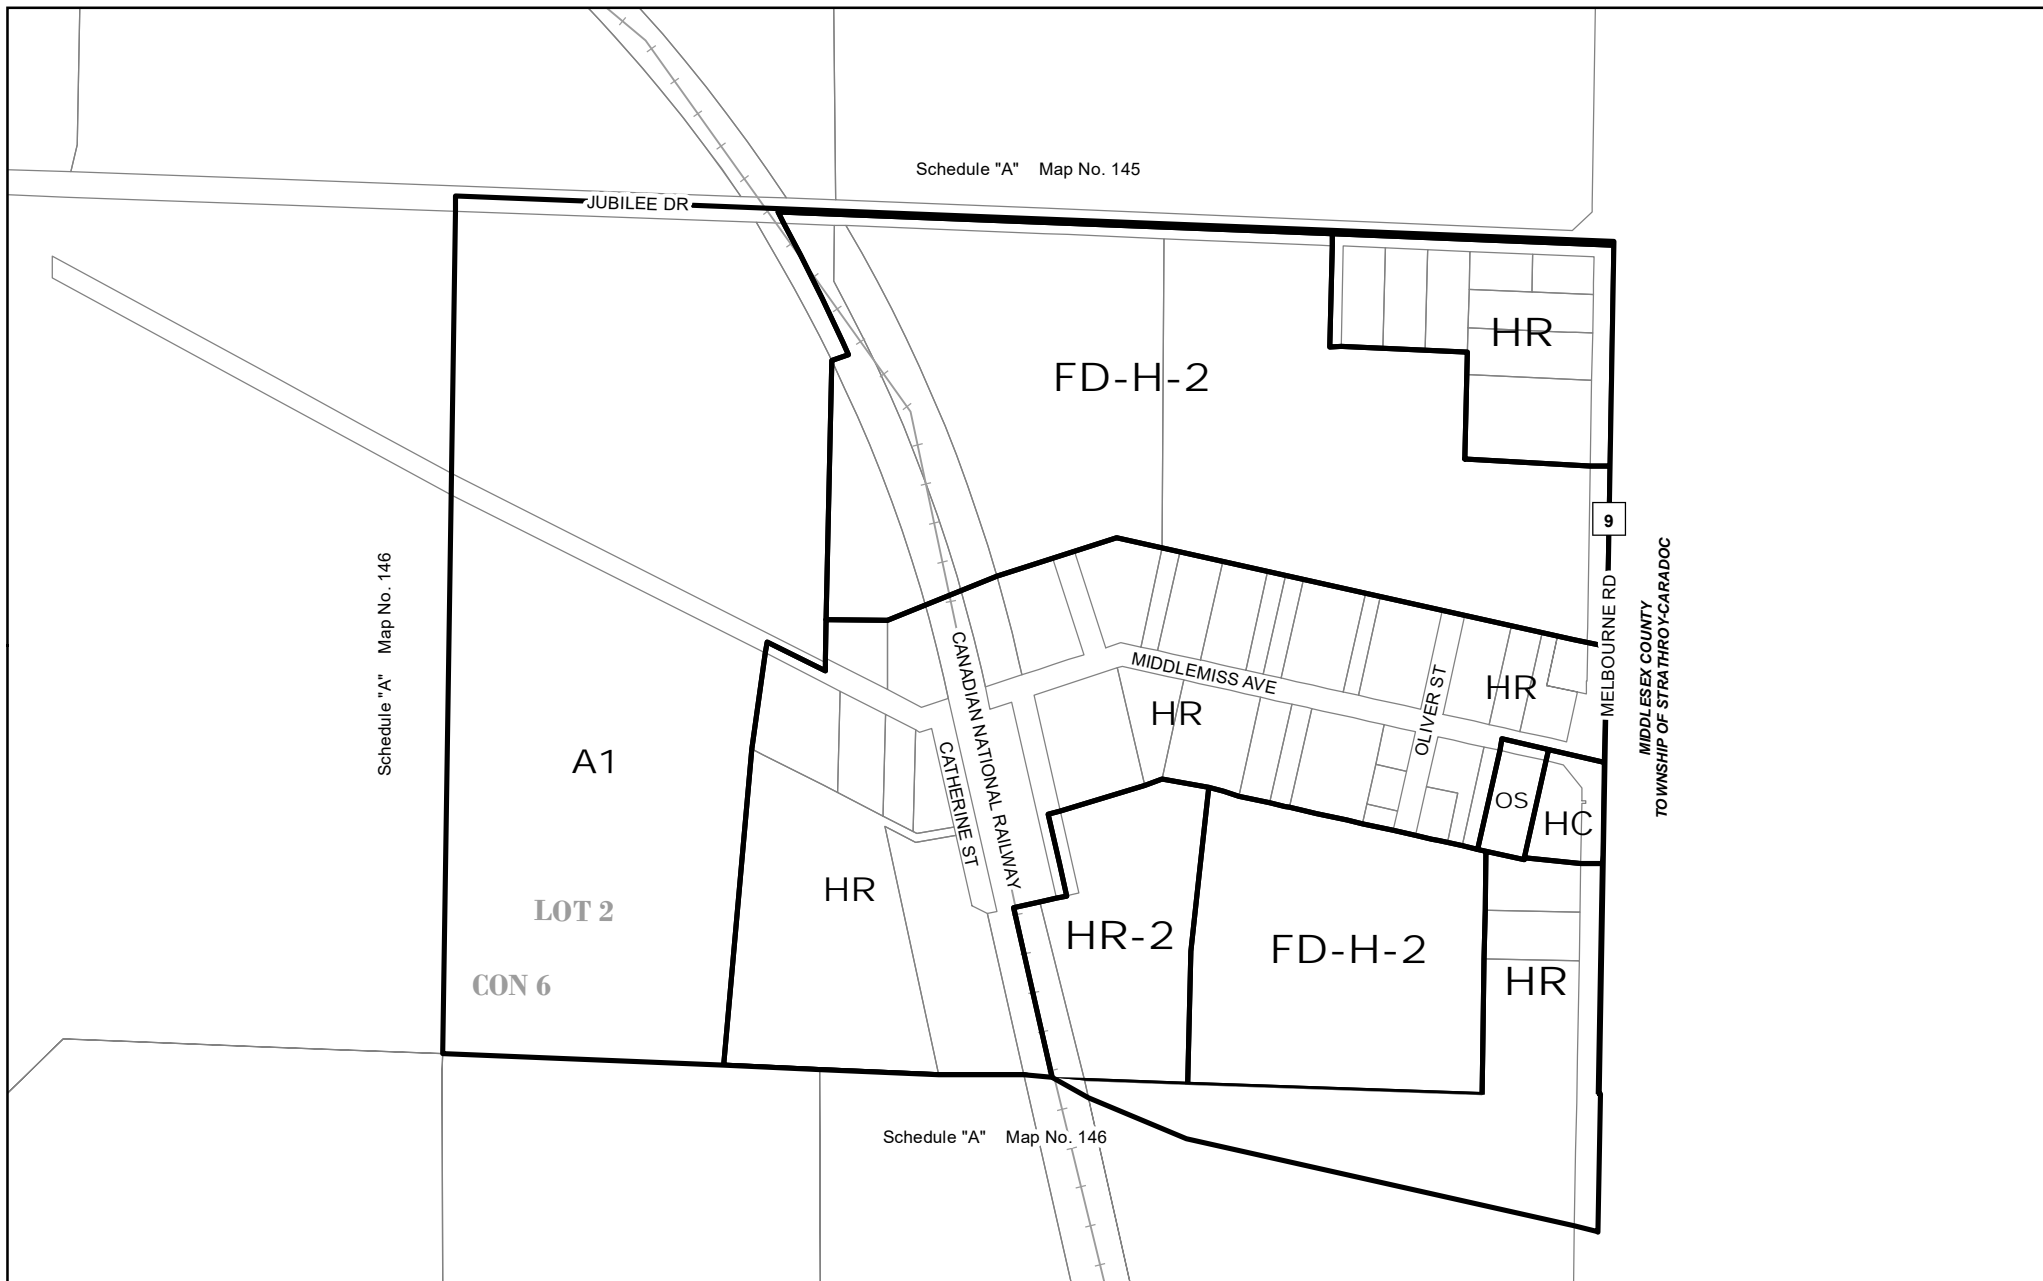 Schedule "A" Map No. 145
JUBILEE DR
HR
FD-H-2
9
MELBOURNE RD
MIDDLESEX COUNTY
TOWNSHIP OF STRATHROY-CARADOC
Schedule "A" Map No. 146
CANADIAN NATIONAL RAILWAY
MIDDLEMISS AVE
OLIVER ST
HR
HR
A1
CATHERINE ST
OS
HC
HR
LOT 2
HR-2
FD-H-2
HR
CON 6
Schedule "A" Map No. 146